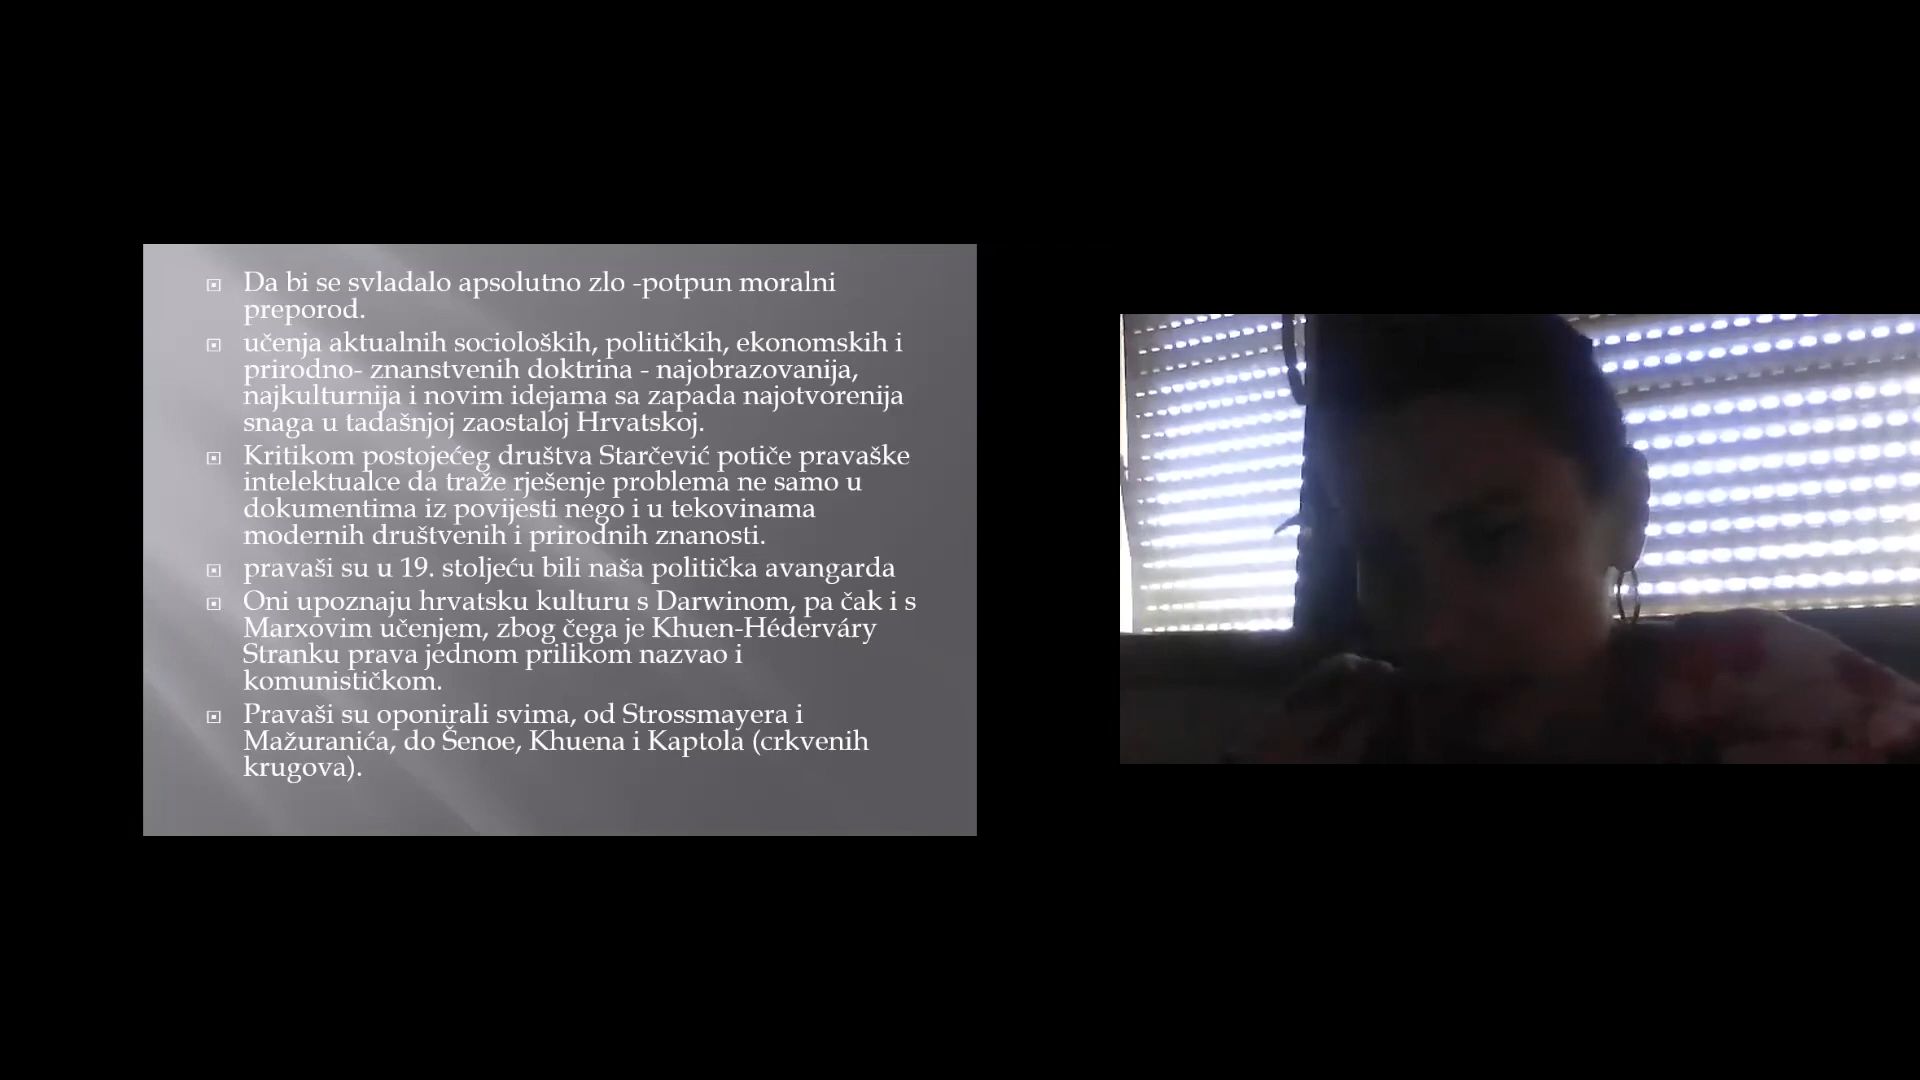 Da bi se svladalo apsolutno zlo -potpun moralni
preporod.
učenja aktualnih socioloških, političkih, ekonomskih i
prirodno- znanstvenih doktrina - najobrazovanija,
najkulturnija i novim idejama sa zapada najotvorenija
snaga u tadašnjoj zaostaloj Hrvatskoj.
Kritikom postojećeg društva Starčević potiče pravaške
intelektualce da traže rješenje problema ne samo u
dokumentima iz povijesti nego i u tekovinama
modernih društvenih i prirodnih znanosti.
pravaši su u 19. stoljeću bili naša politička avangarda
Oni upoznaju hrvatsku kulturu s Darwinom, pa čak i s
Marxovim učenjem, zbog čega je Khuen-Héderváry
Stranku prava jednom prilikom nazvao i
komunističkom.
Pravaši su oponirali svima, od Strossmayera i
Mažuranića, do Šenoe, Khuena i Kaptola (crkvenih
krugova).